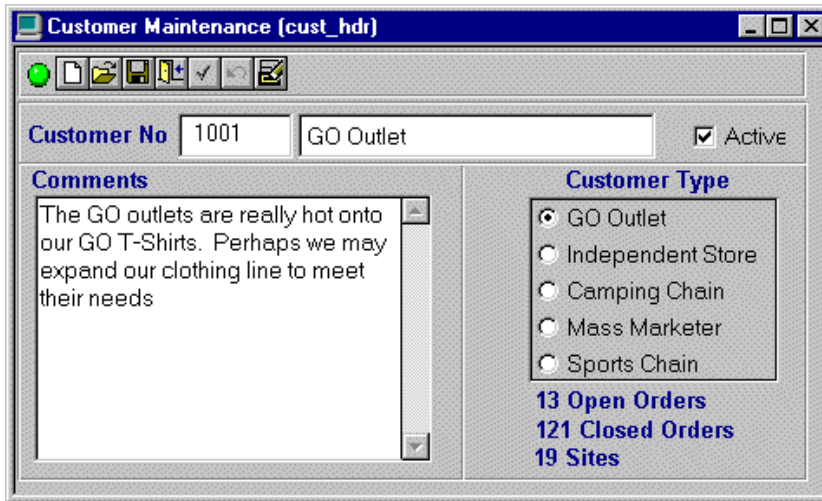 Customer Maintenance (cust_hdr)
Customer No 1001 GO Outlet Active
Comments
The GO outlets are really hot onto
our GO T-Shirts. Perhaps we may
expand our clothing line to meet
their needs
Customer Type
GO Outlet
Independent Store
Camping Chain
Mass Marketer
Sports Chain
13 Open Orders
121 Closed Orders
19 Sites